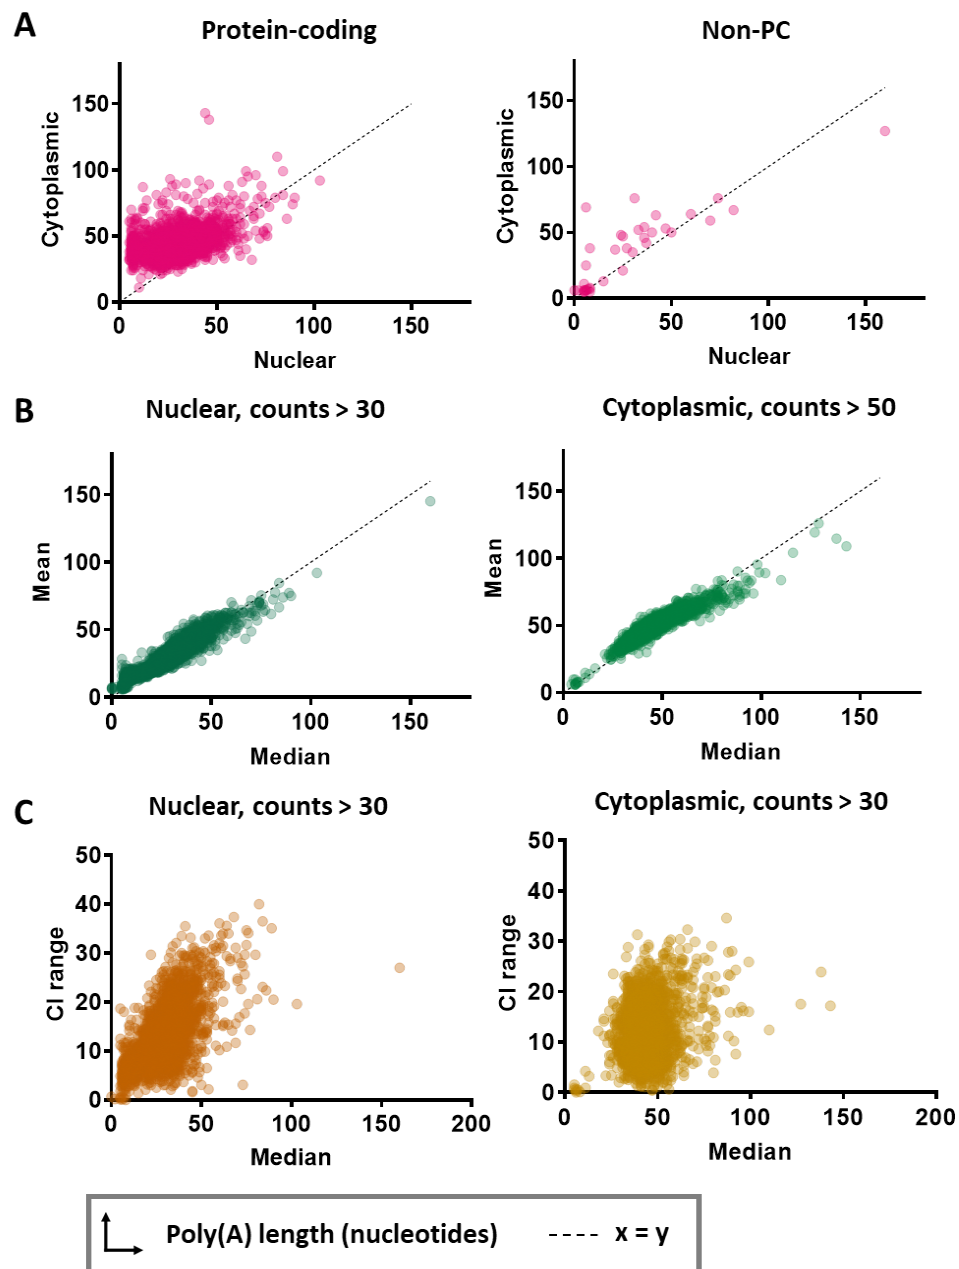 A
Protein-coding
Non-PC
Cytoplasmic
150
100
50
0
0 50 100 150
Nuclear
Cytoplasmic
150
100
50
0
0 50 100 150
Nuclear
B
Nuclear, counts > 30
Cytoplasmic, counts > 50
Mean
150
100
50
0
0 50 100 150
Median
Mean
150
100
50
0
0 50 100 150
Median
C
Nuclear, counts > 30
Cytoplasmic, counts > 30
CI range
50
40
30
20
10
0
0 50 100 150 200
Median
CI range
50
40
30
20
10
0
0 50 100 150 200
Median
Poly(A) length (nucleotides)
x = y